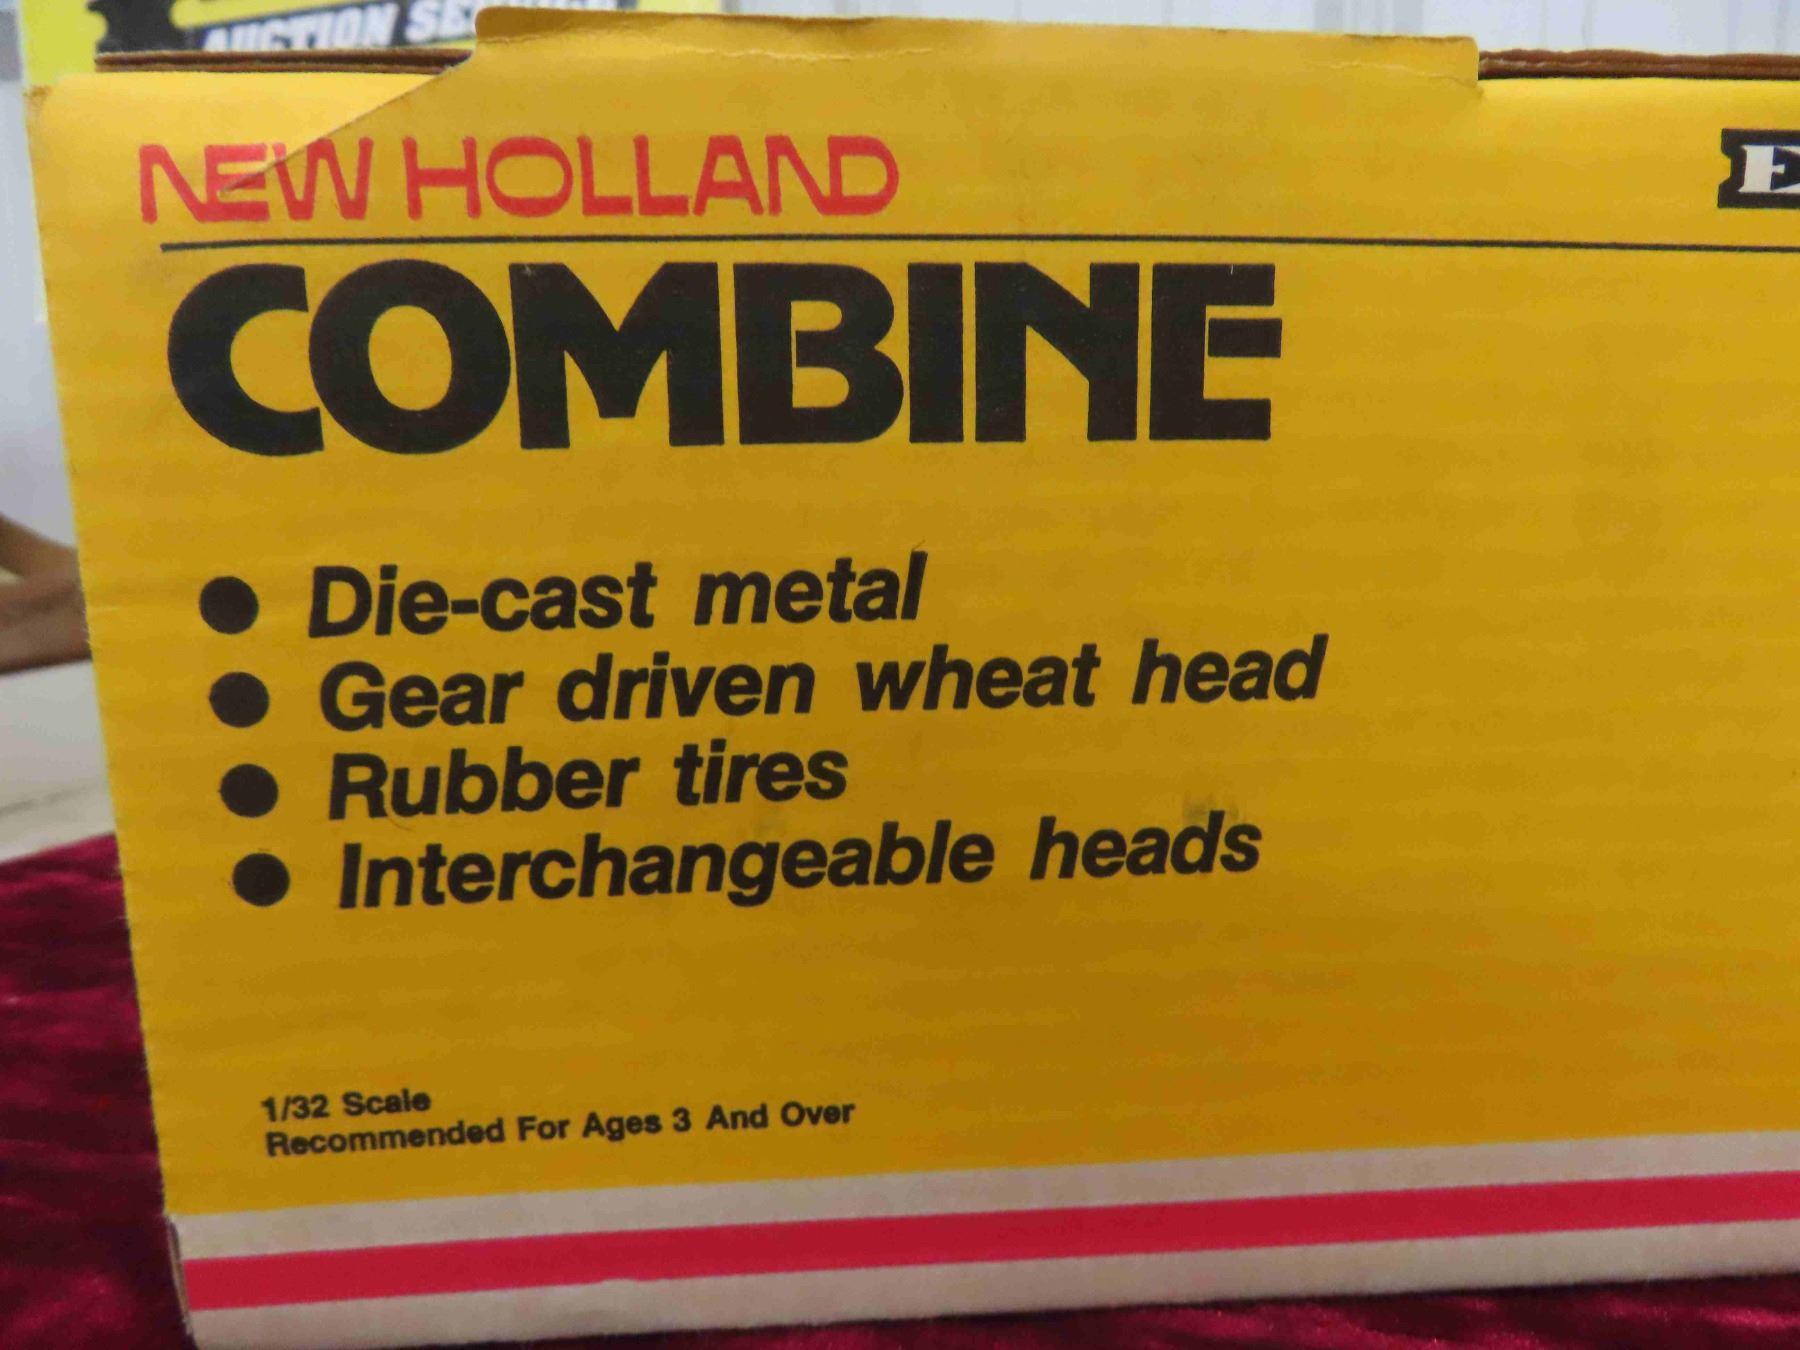 AUCTION
NEW HOLLAND
COMBINE
● Die-cast metal
● Gear driven wheat head
● Rubber tires
● Interchangeable heads
1/32 Scale
Recommended For Ages 3 And Over